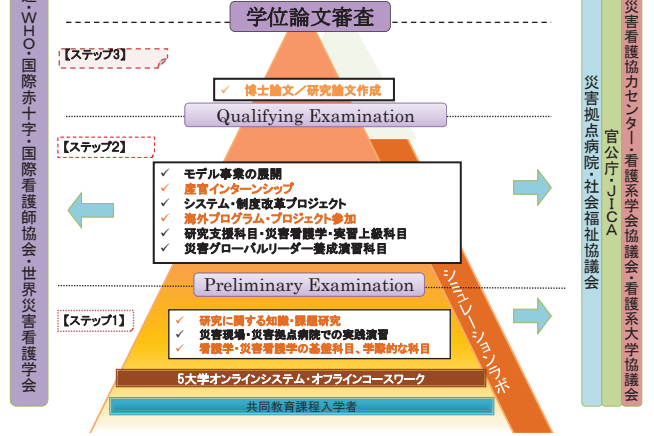 学位論文審査
【ステップ3】
博士論文／研究論文作成
Qualifying Examination
【ステップ2】
モデル事業の展開
産官インターンシップ
システム・制度改革プロジェクト
海外プログラム・プロジェクト参加
研究支援科目・災害看護学・実習上級科目
災害グローバルリーダー養成演習科目
Preliminary Examination
【ステップ1】
研究に関する知識・課題研究
災害現場・災害拠点病院での実践演習
看護学・災害看護学の基盤科目、学際的な科目
5大学オンラインシステム・オフラインコースワーク
共同教育課程入学者
シミュレーションラボ
・WHO・国際赤十字・国際看護師協会・世界災害看護学会
災害拠点病院・社会福祉協議会
官公庁・JICA
災害看護協力センター・看護系学会協議会・看護系大学協議会